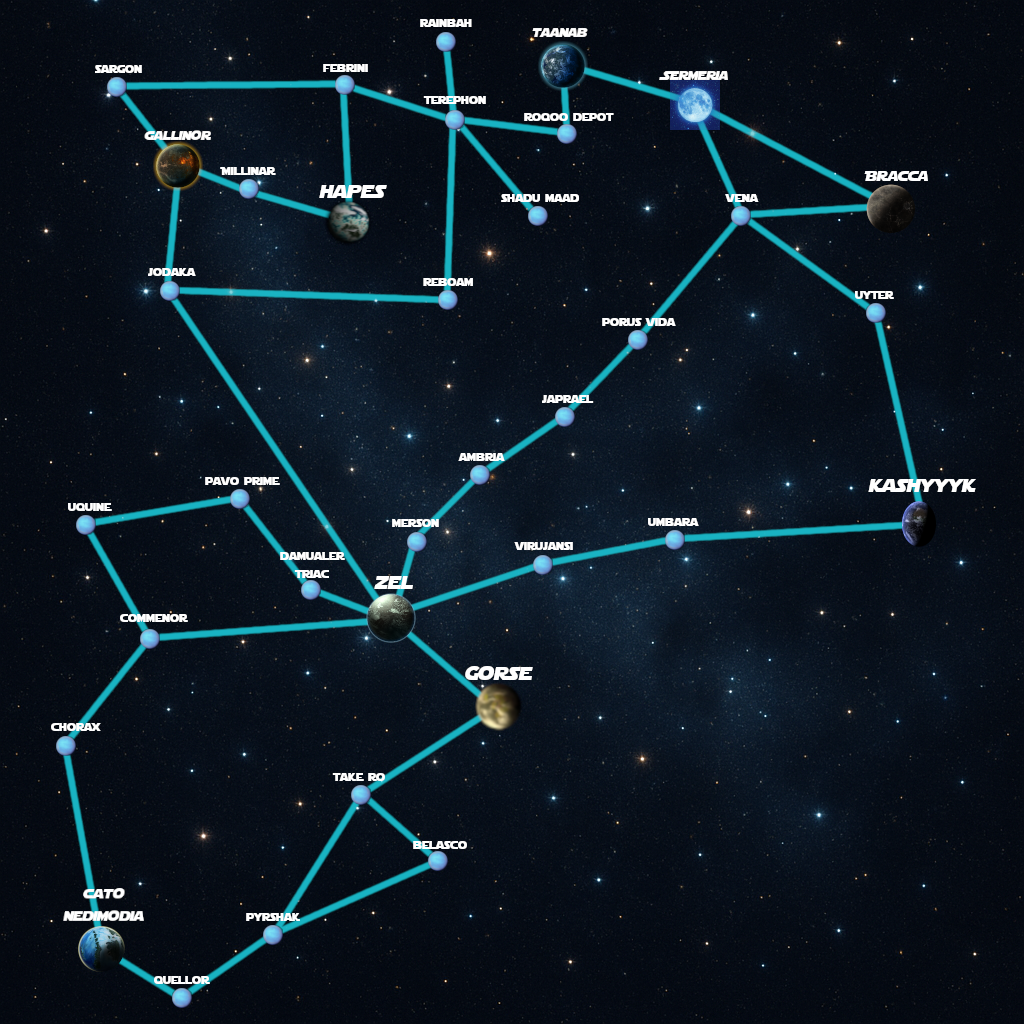 RAINBAH
TAANAB
SARGON
FEBRINI
SERMERIA
TEREPHON
ROQOO DEPOT
GALLINOR
MILLINAR
HAPES
BRACCA
SHADU MAAD
VENA
JODAKA
REBOAM
UYTER
PORUS VIDA
JAPRAEL
AMBRIA
PAVO PRIME
KASHYYYK
UQUINE
MERSON
UMBARA
VIRUJANSI
DAMUALER
TRIAC
ZEL
COMMENOR
GORSE
CHORAX
TAKE RO
BELASCO
CATO
NEDIMODIA
PYRSHAK
QUELLOR